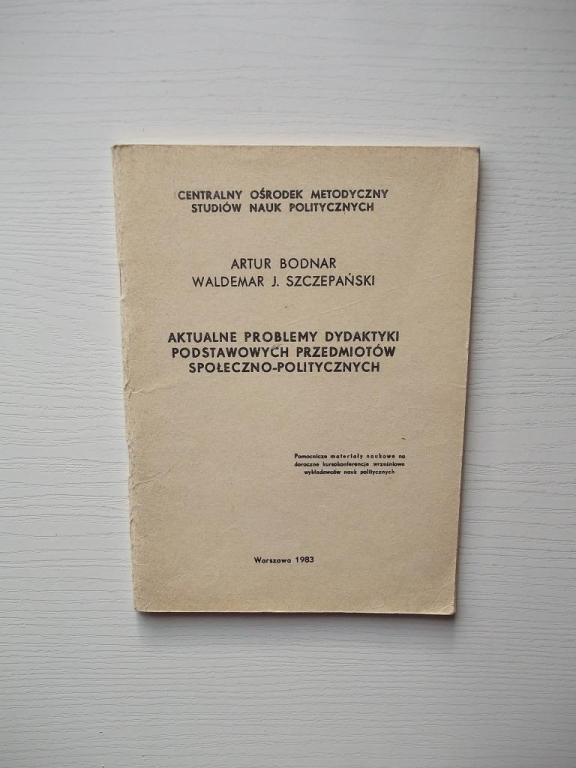 CENTRALNY OŚRODEK METODYCZNY
STUDIÓW NAUK POLITYCZNYCH
ARTUR BODNAR
WALDEMAR J. SZCZEPAŃSKI
AKTUALNE PROBLEMY DYDAKTYKI
PODSTAWOWYCH PRZEDMIOTÓW
SPOŁECZNO-POLITYCZNYCH
Pomocnicze materiały naukowe na
doroczne kursokonferencje wrześniowe
wykładowców nauk politycznych
Warszawa 1983